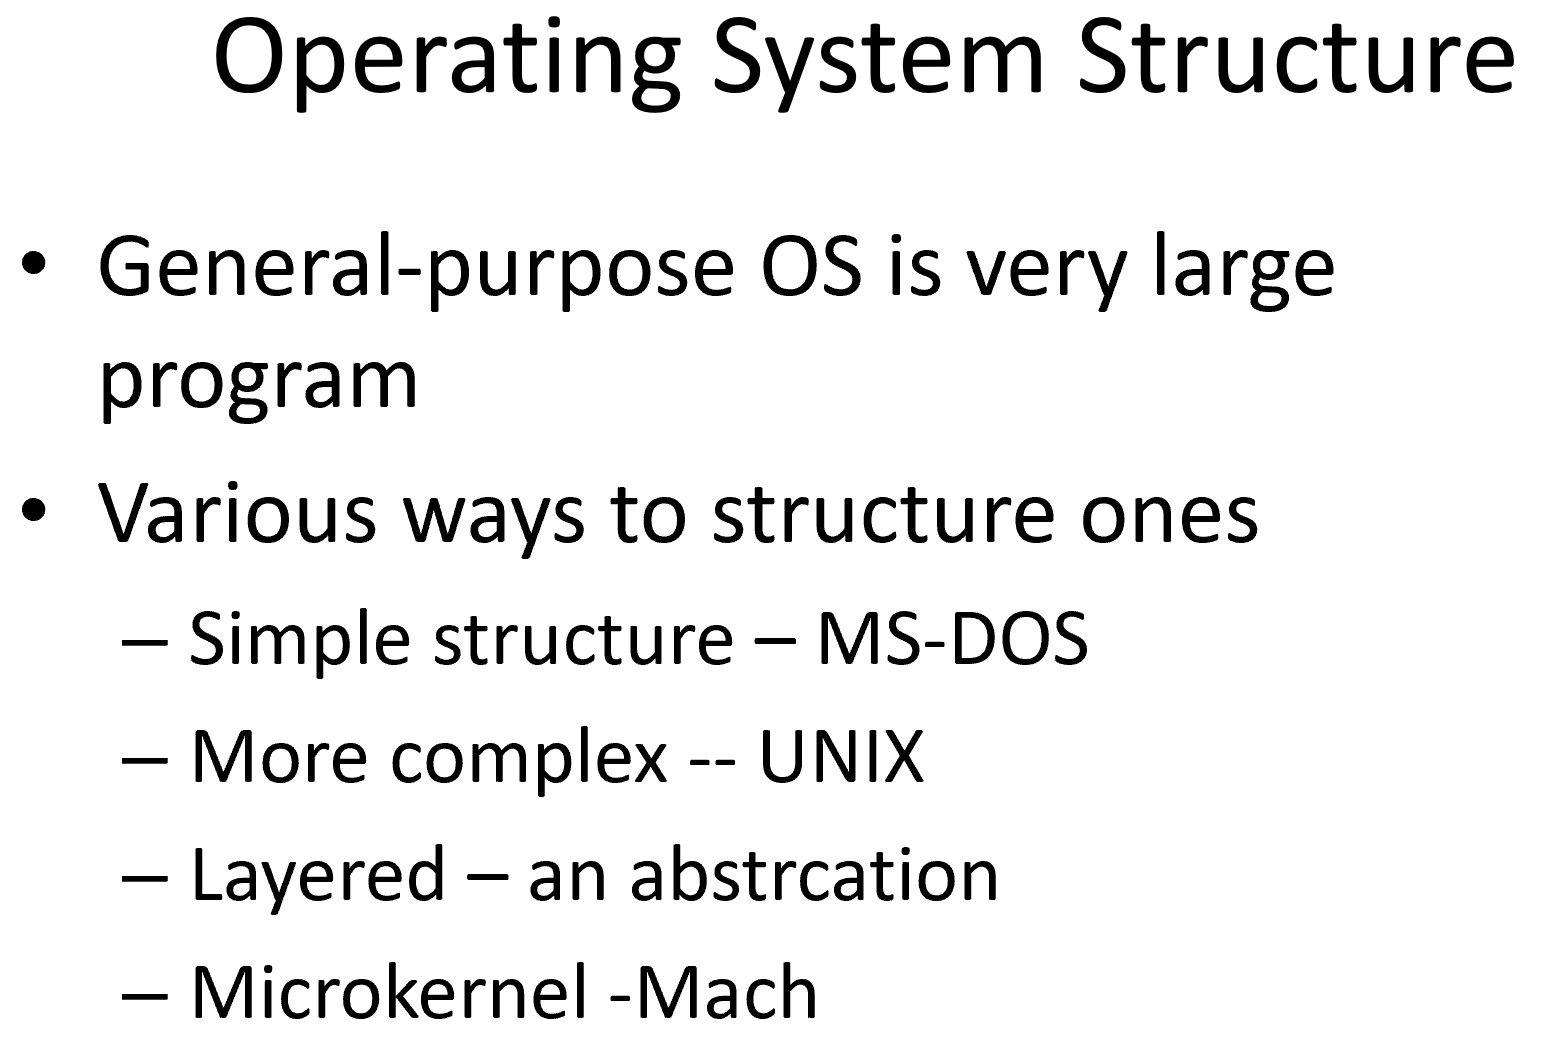 Operating System Structure
• General-purpose OS is very large
program
• Various ways to structure ones
– Simple structure – MS-DOS
– More complex -- UNIX
– Layered – an abstrcation
– Microkernel -Mach